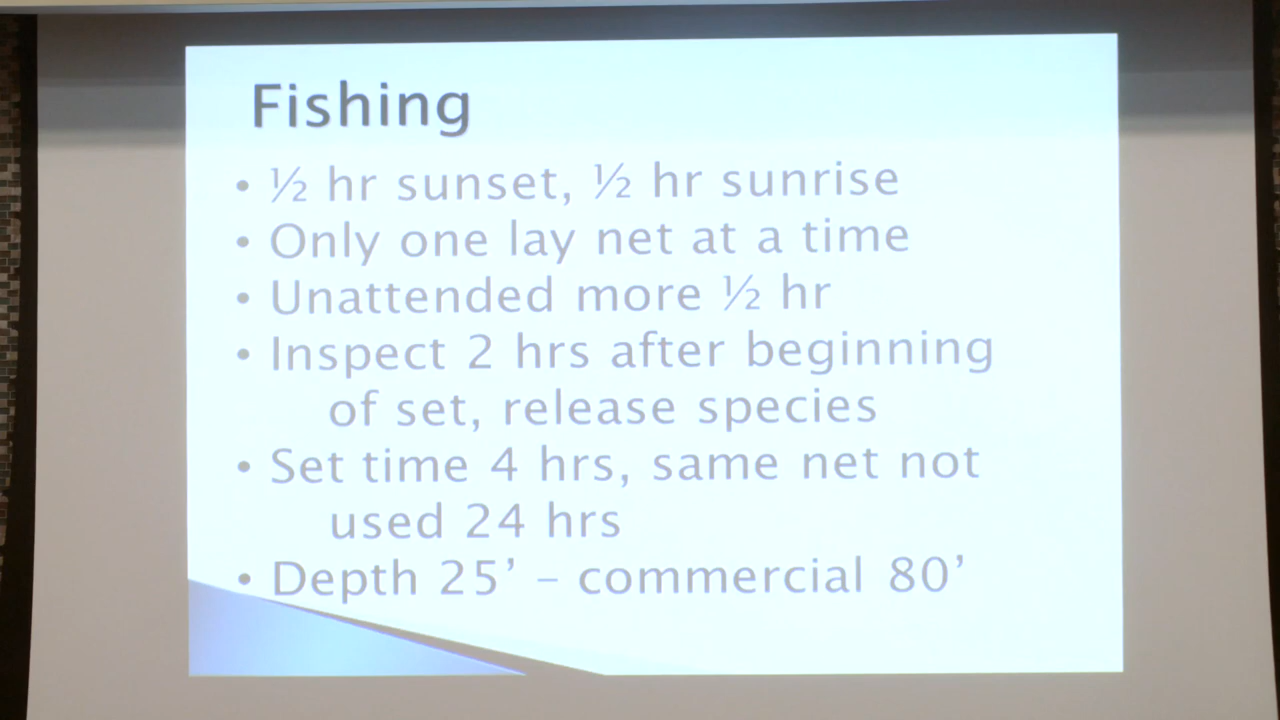 Fishing
• ½ hr sunset, ½ hr sunrise
• Only one lay net at a time
• Unattended more ½ hr
• Inspect 2 hrs after beginning
of set, release species
• Set time 4 hrs, same net not
used 24 hrs
• Depth 25’ – commercial 80’